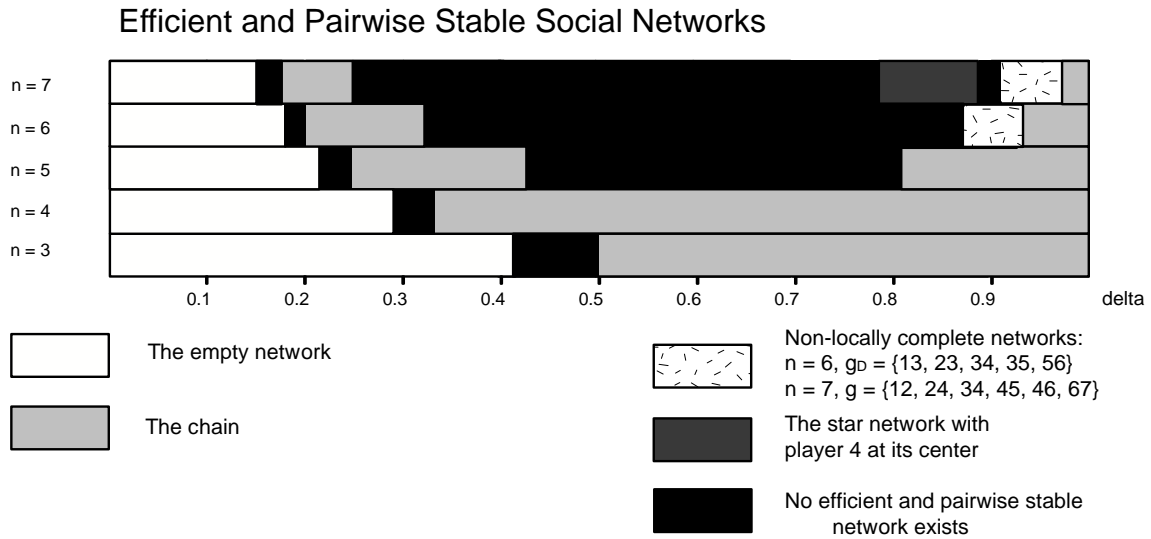 Efficient and Pairwise Stable Social Networks
n = 7
n = 6
n = 5
n = 4
n = 3
0.1 0.2 0.3 0.4 0.5 0.6 0.7 0.8 0.9 delta
The empty network
The chain
Non-locally complete networks:
n = 6, gD = {13, 23, 34, 35, 56}
n = 7, g = {12, 24, 34, 45, 46, 67}
The star network with
player 4 at its center
No efficient and pairwise stable
network exists